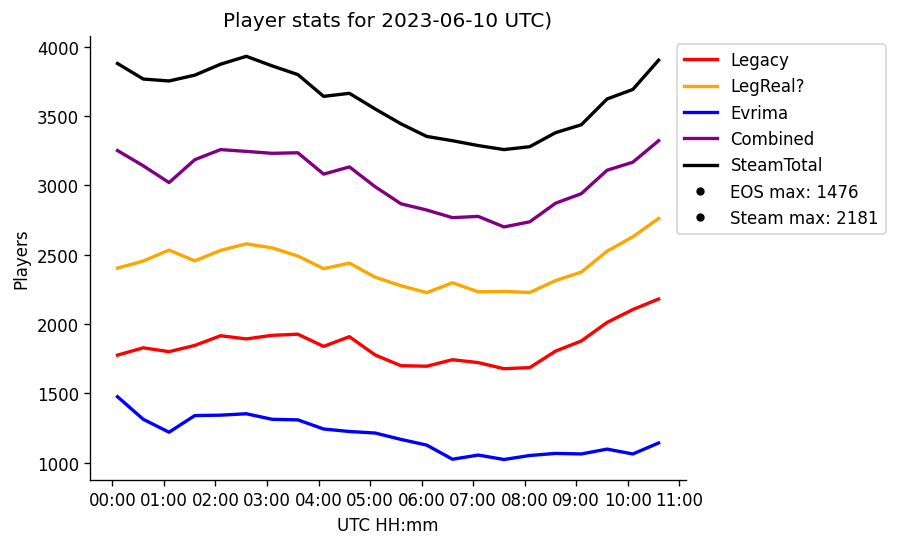 Player stats for 2023-06-10 UTC)
4000
3500
3000
2500
2000
1500
1000
Players
00:00 01:00 02:00 03:00 04:00 05:00 06:00 07:00 08:00 09:00 10:00 11:00
UTC HH:mm
Legacy
LegReal?
Evrima
Combined
SteamTotal
EOS max: 1476
Steam max: 2181